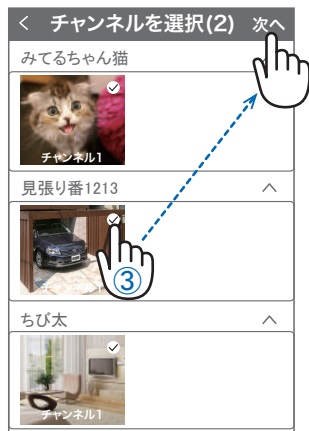 < チャンネルを選択(2) 次へ
みてるちゃん猫
チャンネル1
見張り番1213
③
ちび太
チャンネル1